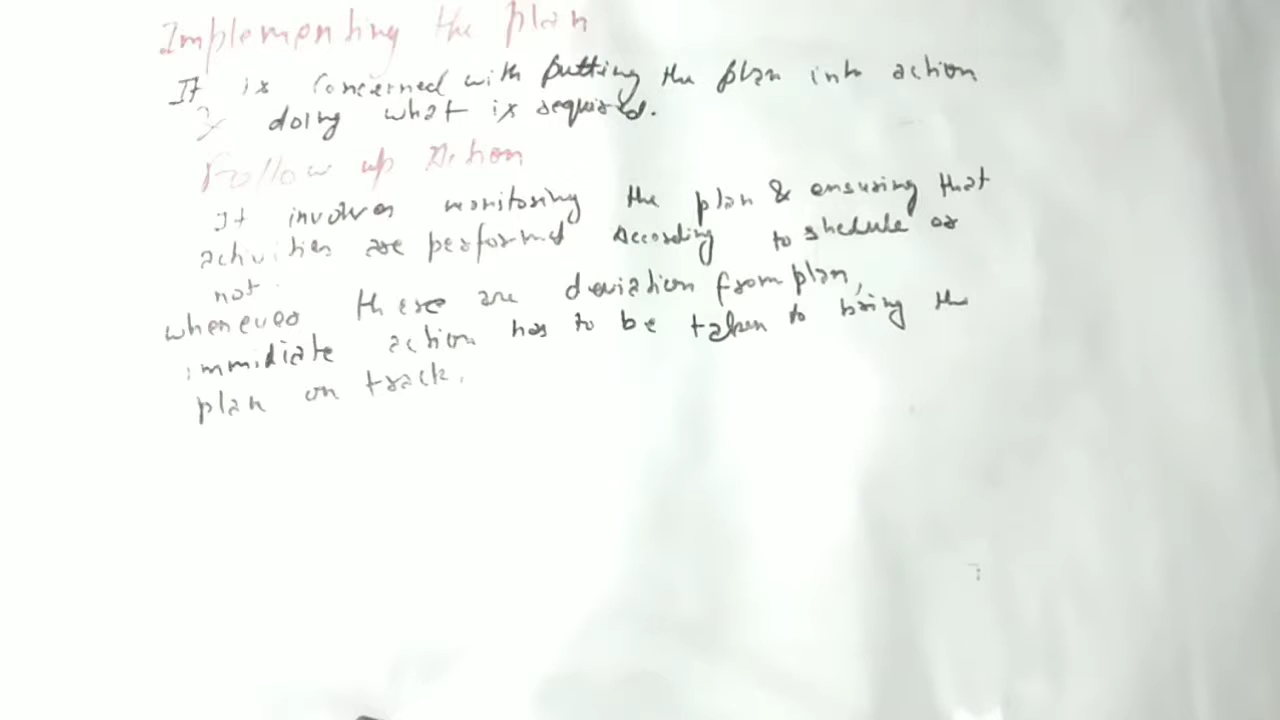 Implementing the plan
It is concerned with putting the plan into action
& doing what is required.
Follow up Action
It involves monitoring the plan & ensuring that
activities are performed according to shedule or
not.
whenever there are deviation from plan,
immidiate action has to be taken to bring the
plan on track.